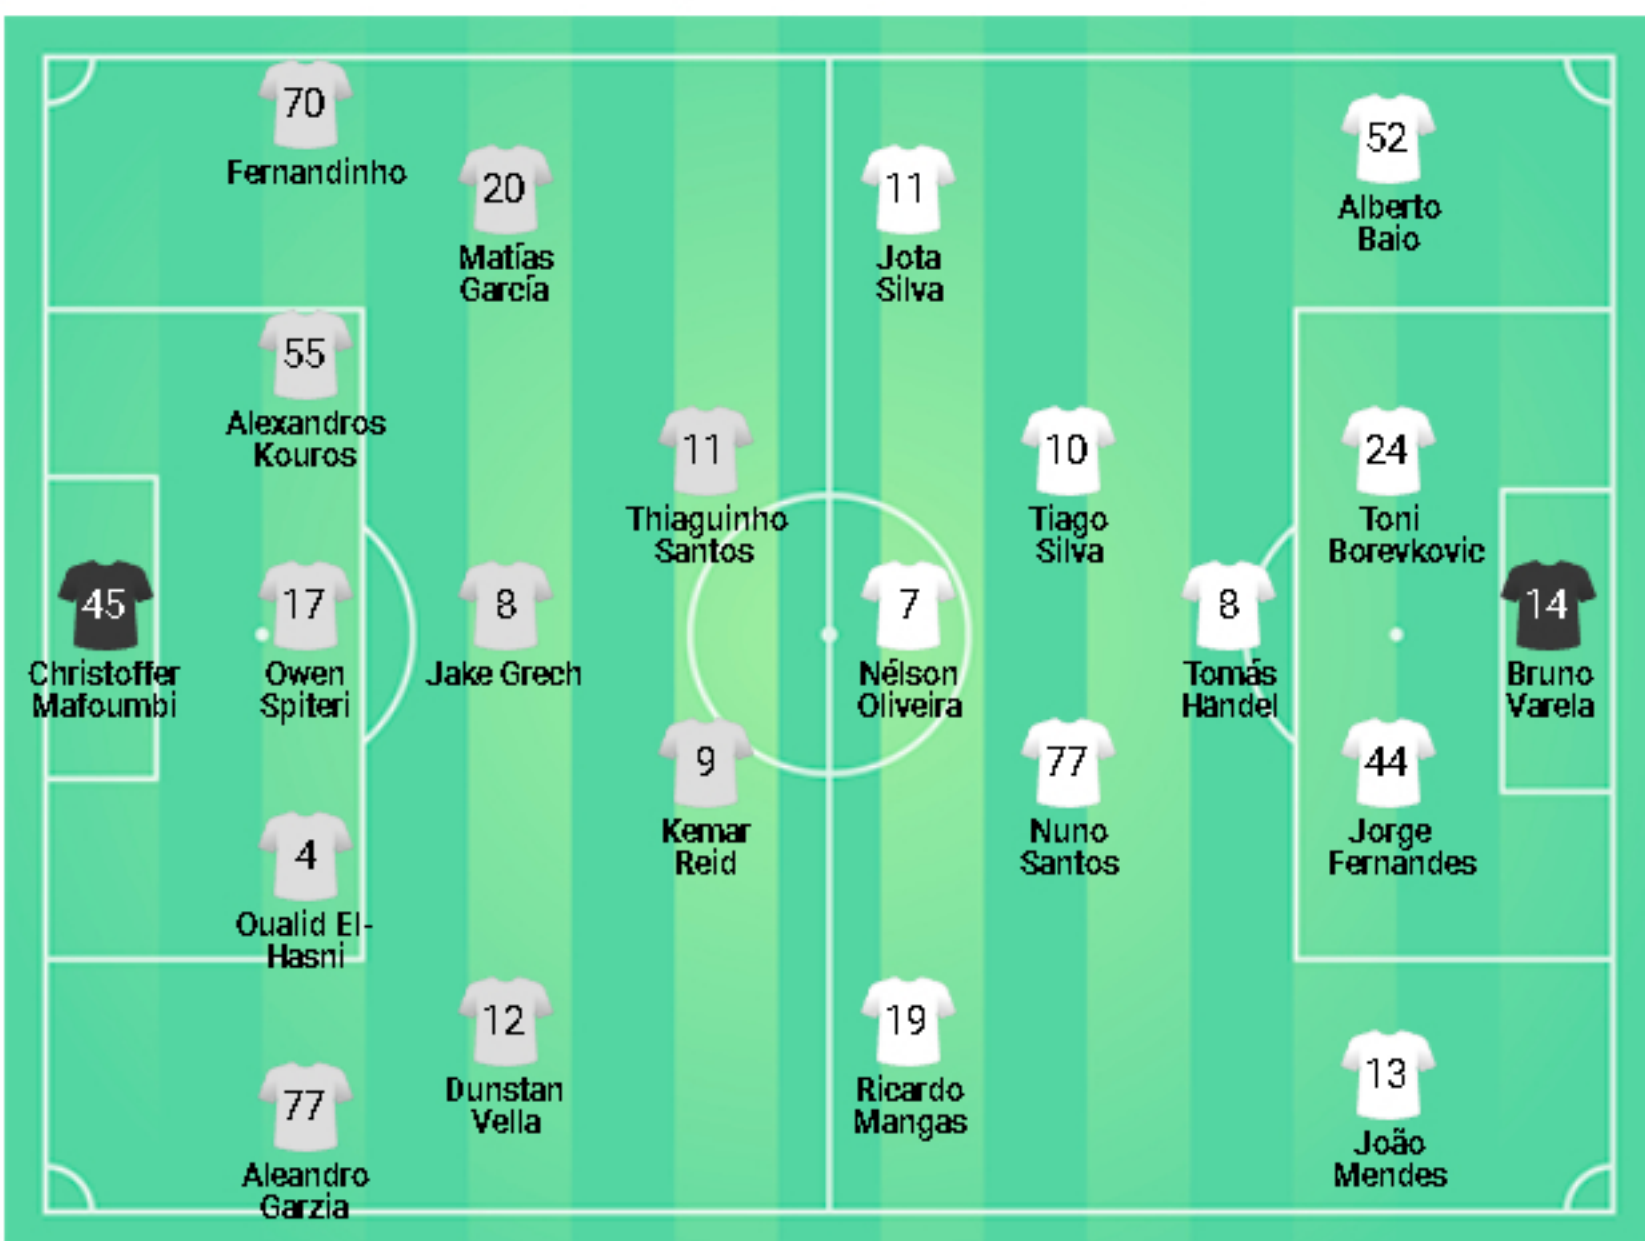 70
Fernandinho
20
Matías
García
55
Alexandros
Kouros
11
Thiaguinho
Santos
45
Christoffer
Mafoumbi
17
Owen
Spiteri
8
Jake Grech
9
Kemar
Reid
4
Oualid El-
Hasni
12
Dunstan
Vella
77
Aleandro
Garzia
11
Jota
Silva
52
Alberto
Baio
10
Tiago
Silva
24
Toni
Borevkovic
7
Nélson
Oliveira
8
Tomás
Händel
14
Bruno
Varela
77
Nuno
Santos
44
Jorge
Fernandes
19
Ricardo
Mangas
13
João
Mendes